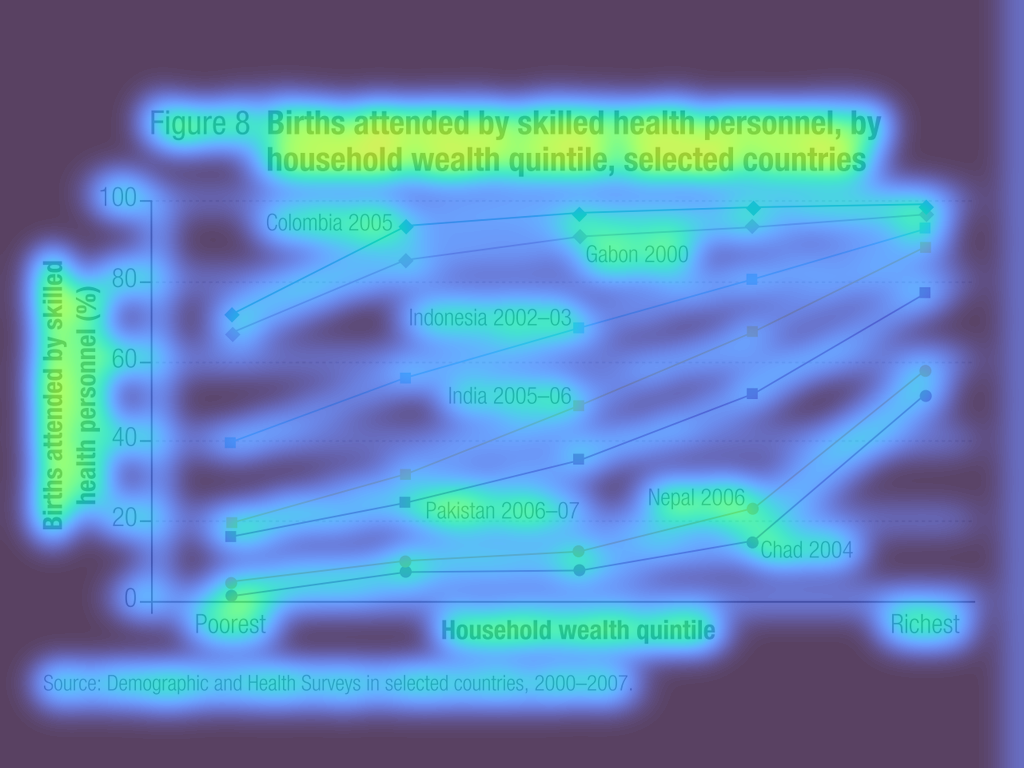 Figure 8 Births attended by skilled health personnel, by
household wealth quintile, selected countries
Births attended by skilled
health personnel (%)
100
80
60
40
20
0
Colombia 2005
Gabon 2000
Indonesia 2002–03
India 2005–06
Pakistan 2006–07
Nepal 2006
Chad 2004
Poorest
Household wealth quintile
Richest
Source: Demographic and Health Surveys in selected countries, 2000–2007.